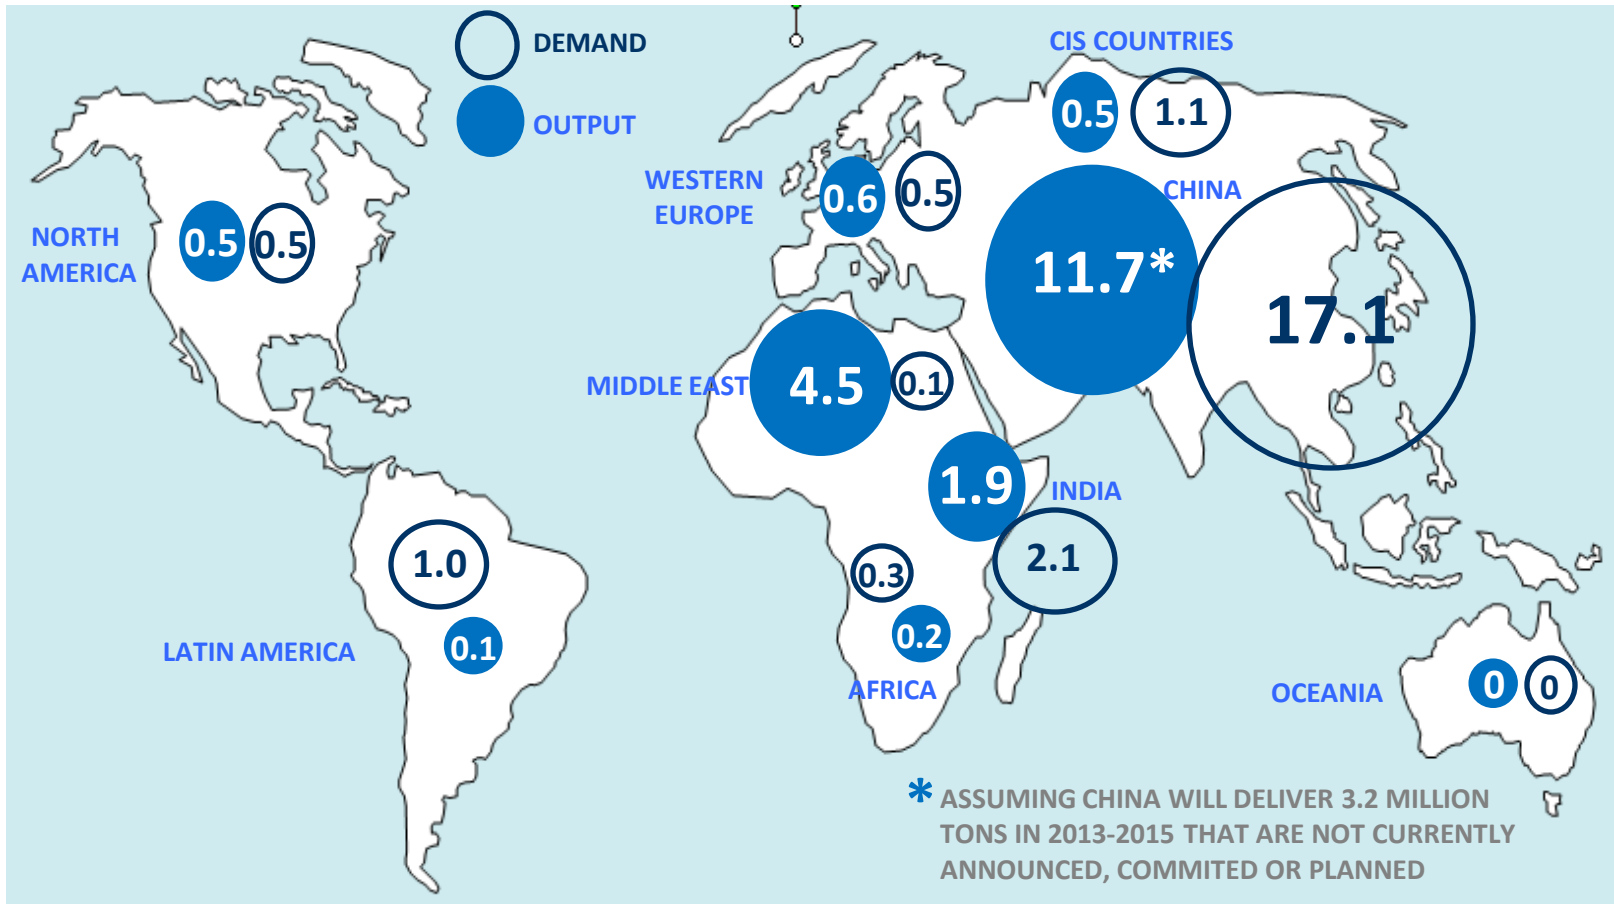 DEMAND
OUTPUT
CIS COUNTRIES
0.5
1.1
WESTERN
EUROPE
0.6
0.5
CHINA
11.7*
17.1
NORTH
AMERICA
0.5
0.5
MIDDLE EAST
4.5
0.1
1.9
INDIA
2.1
1.0
0.1
LATIN AMERICA
0.3
0.2
AFRICA
OCEANIA
0
0
* ASSUMING CHINA WILL DELIVER 3.2 MILLION
TONS IN 2013-2015 THAT ARE NOT CURRENTLY
ANNOUNCED, COMMITED OR PLANNED